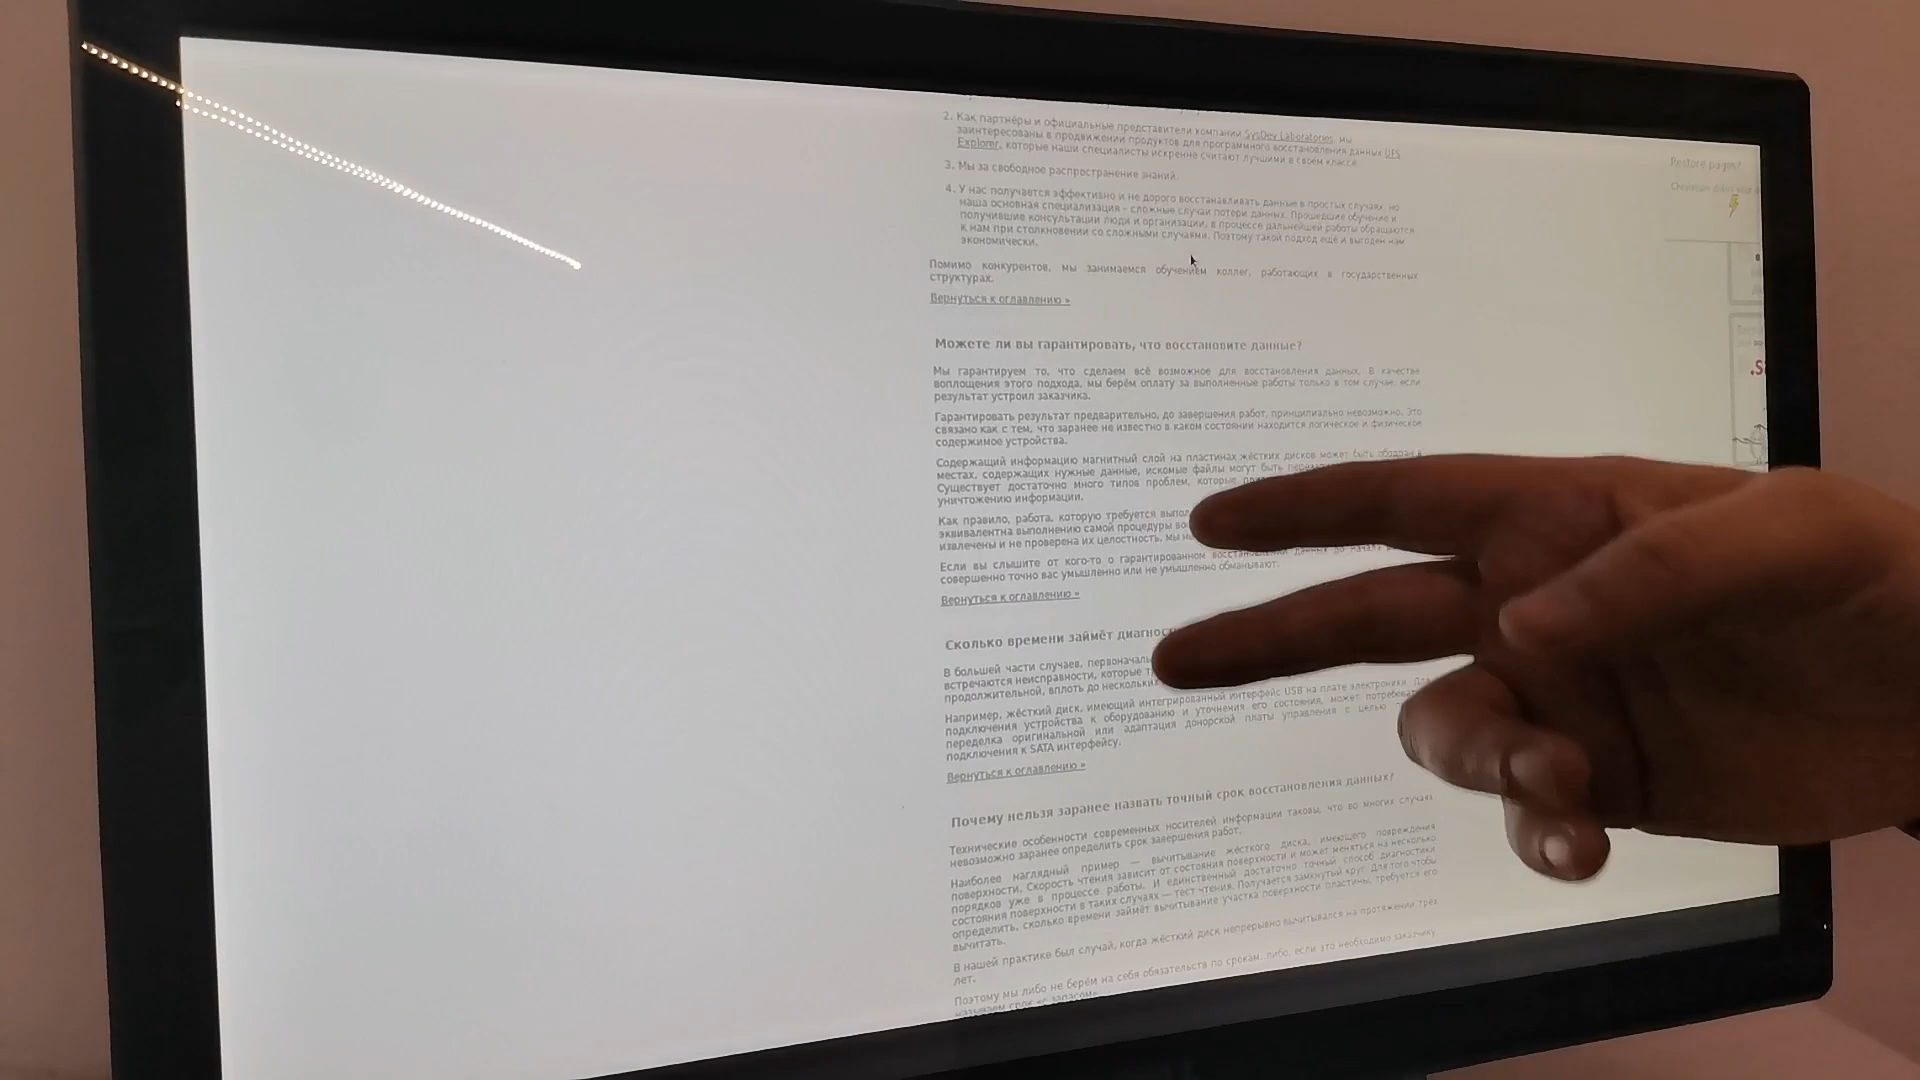 2. Как партнёры и официальные представители компании SysDev Laboratories, мы
заинтересованы в продвижении продуктов для программного восстановления данных UFS
Explorer, которые наши специалисты искренне считают лучшими в своём классе.
3. Мы за свободное распространение знаний.
4. У нас получается эффективно и не дорого восстанавливать данные в простых случаях, но
наша основная специализация - сложные случаи потери данных. Прошедшие обучение и
получившие консультации люди и организации, в процессе дальнейшей работы обращаются
к нам при столкновении со сложными случаями. Поэтому такой подход ещё и выгоден нам
экономически.
Помимо конкурентов, мы занимаемся обучением коллег, работающих в государственных
структурах.
Вернуться к оглавлению »
Можете ли вы гарантировать, что восстановите данные?
Мы гарантируем то, что сделаем всё возможное для восстановления данных. В качестве
воплощения этого подхода, мы берём оплату за выполненные работы только в том случае, если
результат устроил заказчика.
Гарантировать результат предварительно, до завершения работ, принципиально невозможно. Это
связано как с тем, что заранее не известно в каком состоянии находится логическое и физическое
содержимое устройства.
Содержащий информацию магнитный слой на пластинах жёстких дисков может быть ободран в
местах, содержащих нужные данные, искомые файлы могут быть
Существует достаточно много типов проблем, которые
уничтожению информации.
Как правило, работа, которую требуется
эквивалентна выполнению самой процедуры
извлечены и не проверена их целостность, мы
Если вы слышите от кого-то о гарантированном восстановлении данных до начала
совершенно точно вас умышленно или не умышленно обманывают.
Вернуться к оглавлению »
Сколько времени займёт
В большей части случаев,
встречаются неисправности, которые
продолжительной, вплоть до нескольких
Например, жёсткий диск, имеющий интегрированный интерфейс USB на плате электроники. Для
подключения устройства к оборудованию и уточнения его состояния, может
переделка оригинальной или адаптация донорской платы управления с целью
подключения к SATA интерфейсу.
Вернуться к оглавлению »
Почему нельзя заранее назвать точный срок восстановления данных?
Технические особенности современных носителей информации таковы, что во многих случаях
невозможно заранее определить срок завершения работ.
Наиболее наглядный пример — вычитывание жёсткого диска, имеющего повреждения
поверхности. Скорость чтения зависит от состояния поверхности и может меняться на несколько
порядков уже в процессе работы. И единственный достаточно точный способ диагностики
состояния поверхности в таких случаях — тест чтения. Получается замкнутый круг. Для того чтобы
определить, сколько времени займёт вычитывание участка поверхности пластины, требуется его
вычитать.
В нашей практике был случай, когда жёсткий диск непрерывно вычитывался на протяжении трёх
лет.
Поэтому мы либо не берём на себя обязательств по срокам, либо, если это необходимо заказчику
называем срок «с запасом»
Restore pages?